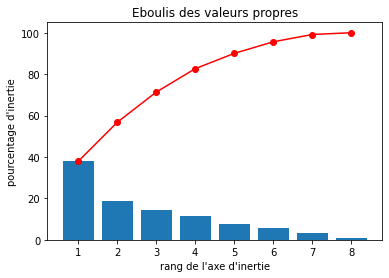 Eboulis des valeurs propres
100
80
60
40
20
0
pourcentage d'inertie
1 2 3 4 5 6 7 8
rang de l'axe d'inertie